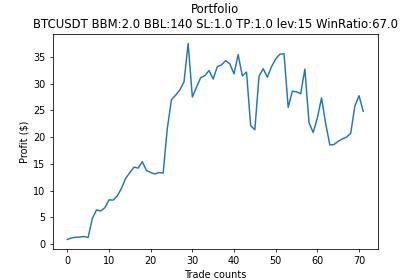 Portfolio
BTCUSDT BBM:2.0 BBL:140 SL:1.0 TP:1.0 lev:15 WinRatio:67.0
35
30
25
20
15
10
5
0
Profit ($)
0 10 20 30 40 50 60 70
Trade counts